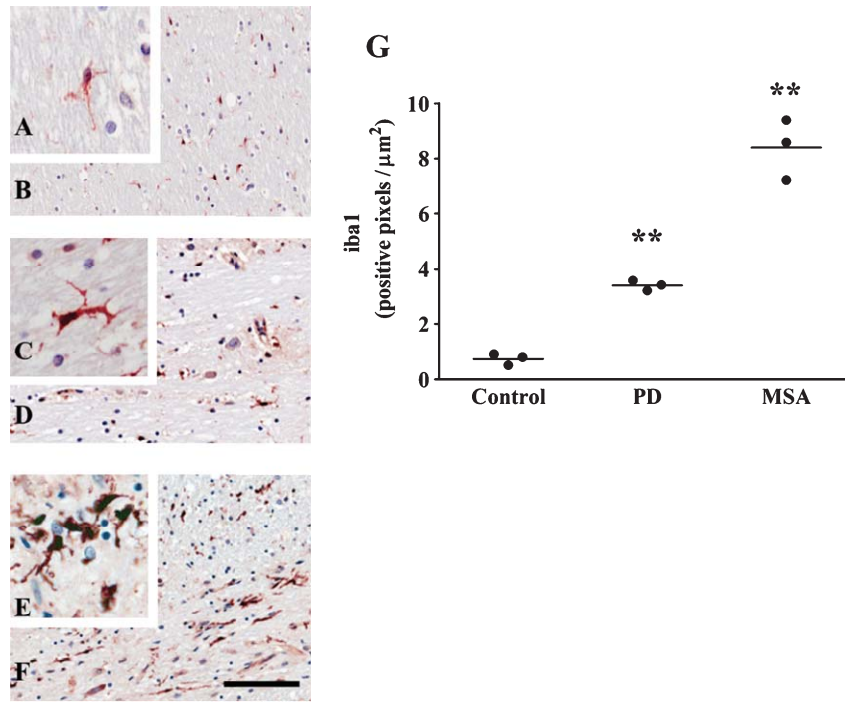 A
B
C
D
E
F
G
iba1
(positive pixels / μm²)
10
8
6
4
2
0
**
**
Control PD MSA